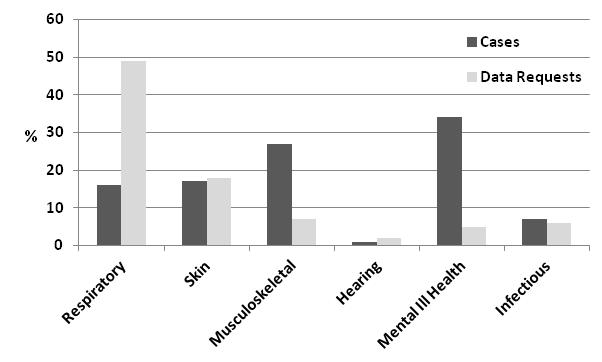 60
50
40
30
20
10
0
%
Cases
Data Requests
Respiratory
Skin
Musculoskeletal
Hearing
Mental Ill Health
Infectious